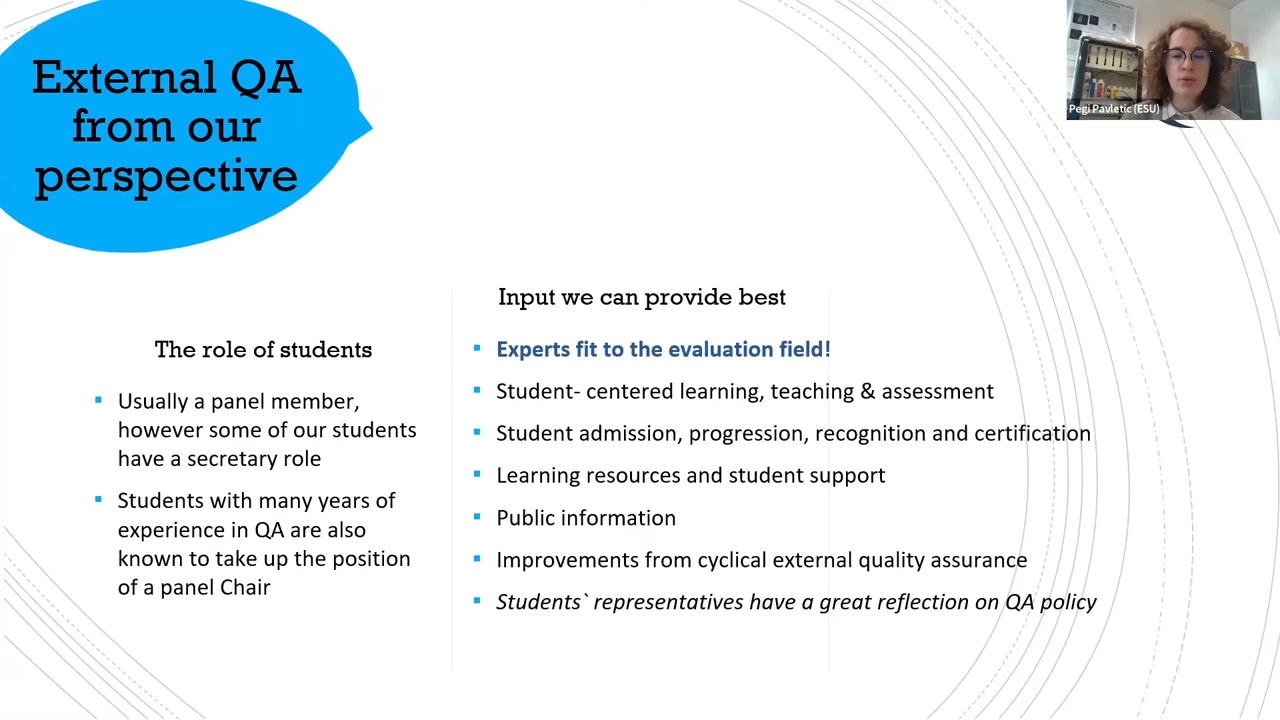 External QA
from our
perspective
Pegi Pavletic (ESU)
The role of students
Usually a panel member,
however some of our students
have a secretary role
Students with many years of
experience in QA are also
known to take up the position
of a panel Chair
Input we can provide best
Experts fit to the evaluation field!
Student- centered learning, teaching & assessment
Student admission, progression, recognition and certification
Learning resources and student support
Public information
Improvements from cyclical external quality assurance
Students` representatives have a great reflection on QA policy